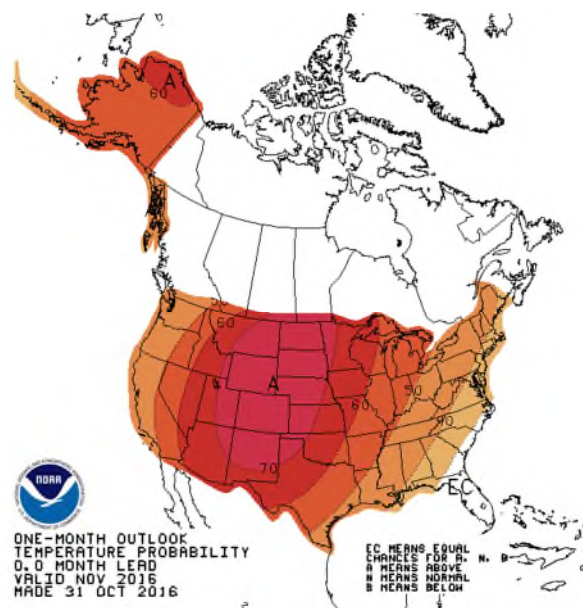 A
60
50
60
A
60
50
40
70
EC
NOAA
ONE-MONTH OUTLOOK
TEMPERATURE PROBABILITY
0.0 MONTH LEAD
VALID NOV 2016
MADE 31 OCT 2016
EC MEANS EQUAL
CHANCES FOR A, N, B
A MEANS ABOVE
N MEANS NORMAL
B MEANS BELOW